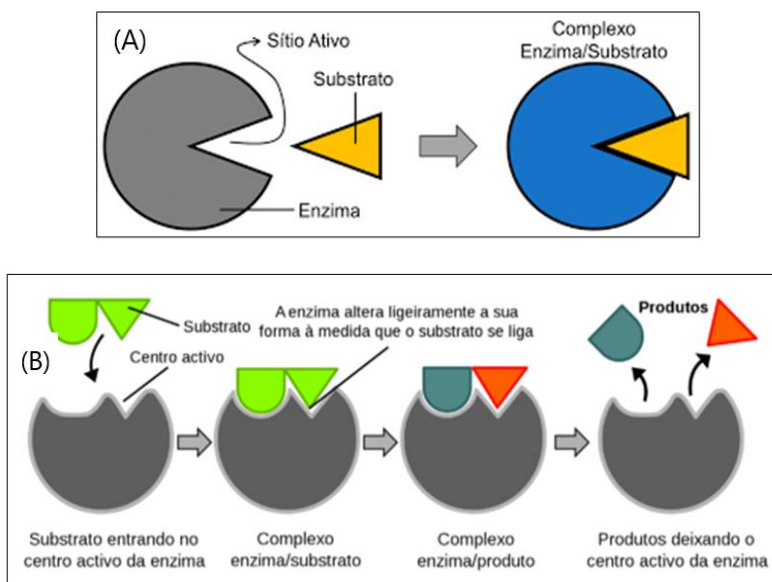 (A)
Sítio Ativo
Substrato
Enzima
Complexo
Enzima/Substrato
(B)
Substrato
Centro activo
A enzima altera ligeiramente a sua
forma à medida que o substrato se liga
Produtos
Substrato entrando no
centro activo da enzima
Complexo
enzima/substrato
Complexo
enzima/produto
Produtos deixando o
centro activo da enzima